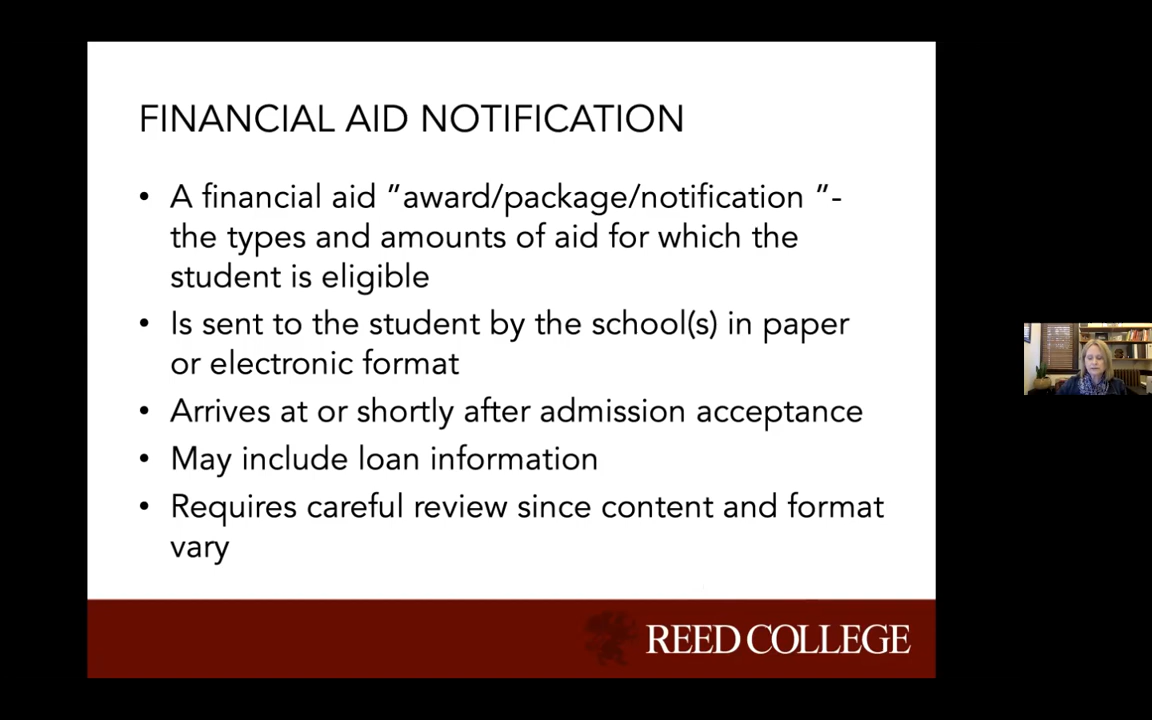 FINANCIAL AID NOTIFICATION
• A financial aid ”award/package/notification ”-
the types and amounts of aid for which the
student is eligible
• Is sent to the student by the school(s) in paper
or electronic format
• Arrives at or shortly after admission acceptance
• May include loan information
• Requires careful review since content and format
vary
REED COLLEGE